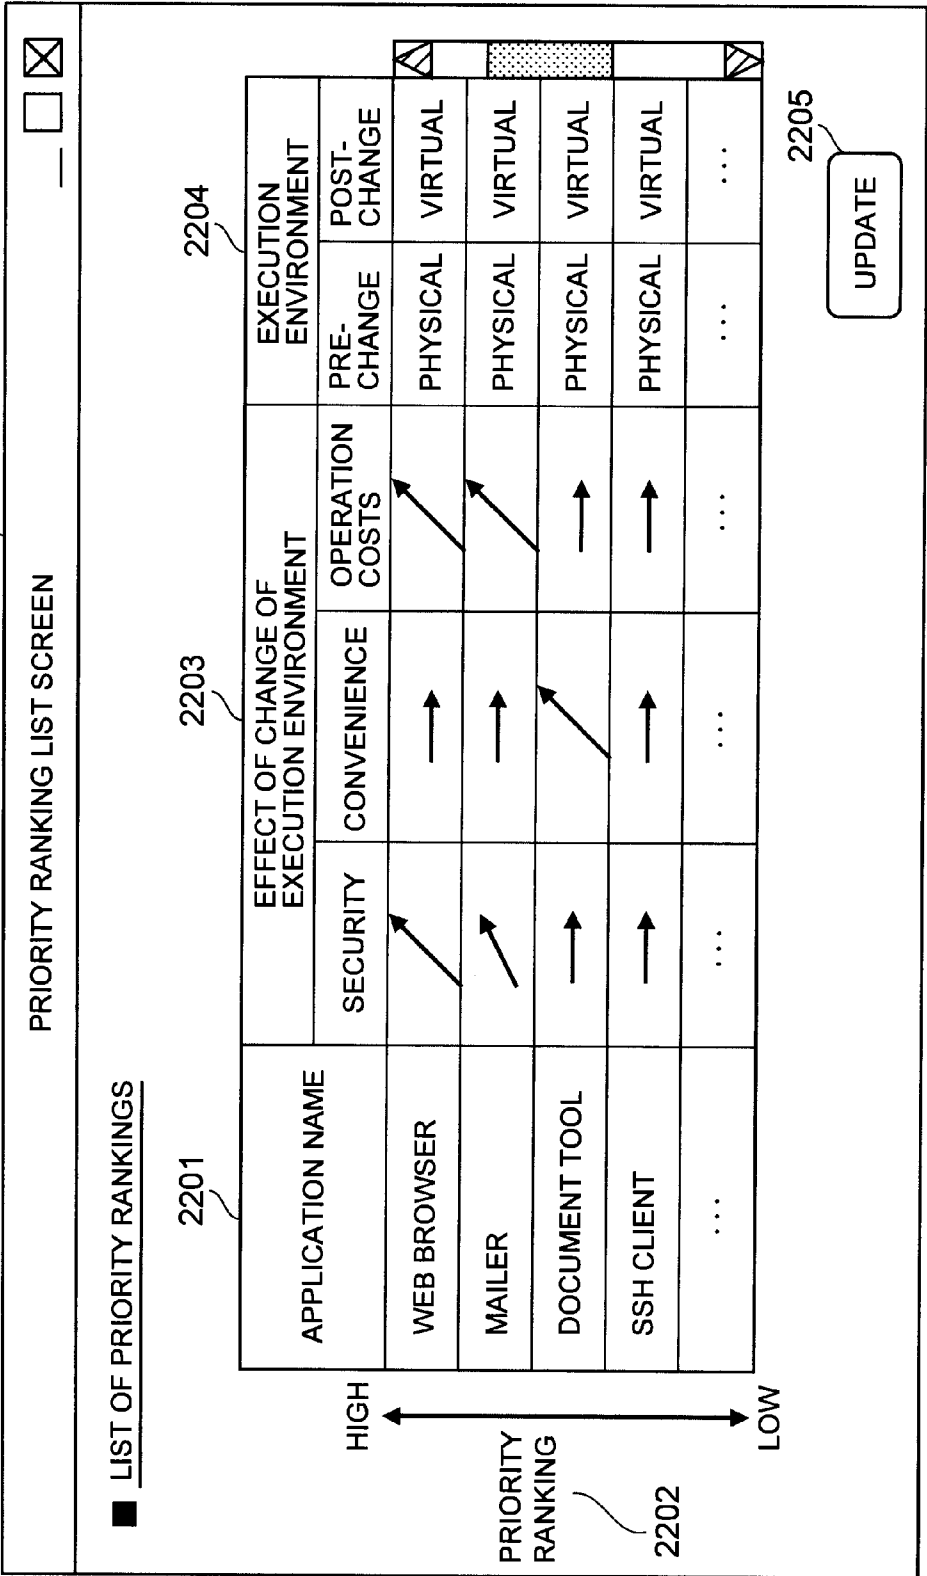 PRIORITY RANKING LIST SCREEN
LIST OF PRIORITY RANKINGS
2201
2203
2204
APPLICATION NAME
EFFECT OF CHANGE OF
EXECUTION ENVIRONMENT
EXECUTION
ENVIRONMENT
SECURITY
CONVENIENCE
OPERATION
COSTS
PRE-
CHANGE
POST-
CHANGE
HIGH
PRIORITY
RANKING
2202
LOW
WEB BROWSER PHYSICAL VIRTUAL
MAILER PHYSICAL VIRTUAL
DOCUMENT TOOL PHYSICAL VIRTUAL
SSH CLIENT PHYSICAL VIRTUAL
... ... ... ... ... ...
2205
UPDATE